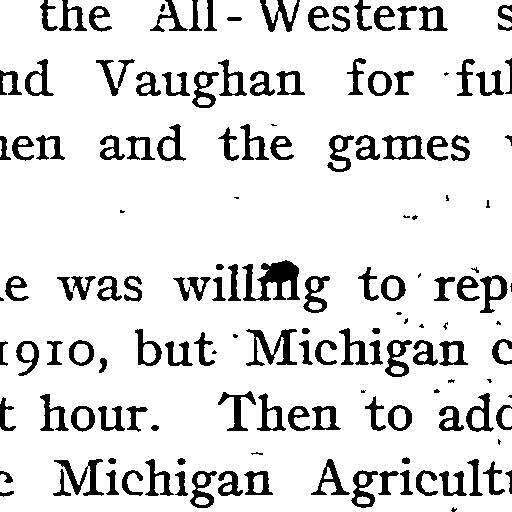 the All-Western s
nd Vaughan for ful
nen and the games
e was willing to rep
1910, but Michigan c
t hour. Then to add
e Michigan Agricultu